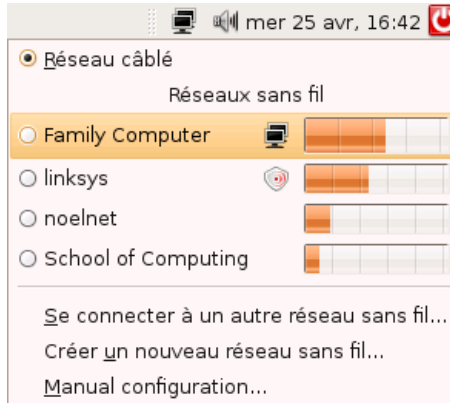 mer 25 avr, 16:42
Réseau câblé
Réseaux sans fil
Family Computer
linksys
noelnet
School of Computing
Se connecter à un autre réseau sans fil...
Créer un nouveau réseau sans fil...
Manual configuration...